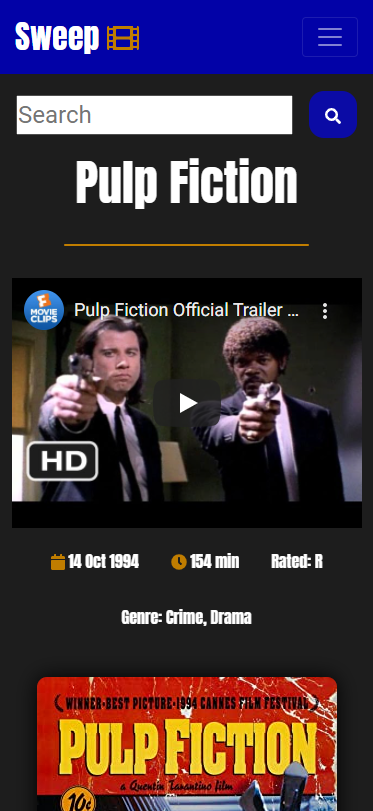 Sweep
Search
Pulp Fiction
MOVIE
CLIPS
Pulp Fiction Official Trailer ...
HD
14 Oct 1994 154 min Rated: R
Genre: Crime, Drama
WINNER-BEST PICTURE-1994 CANNES FILM FESTIVAL
PULP FICTION
a Quentin Tarantino film
10¢